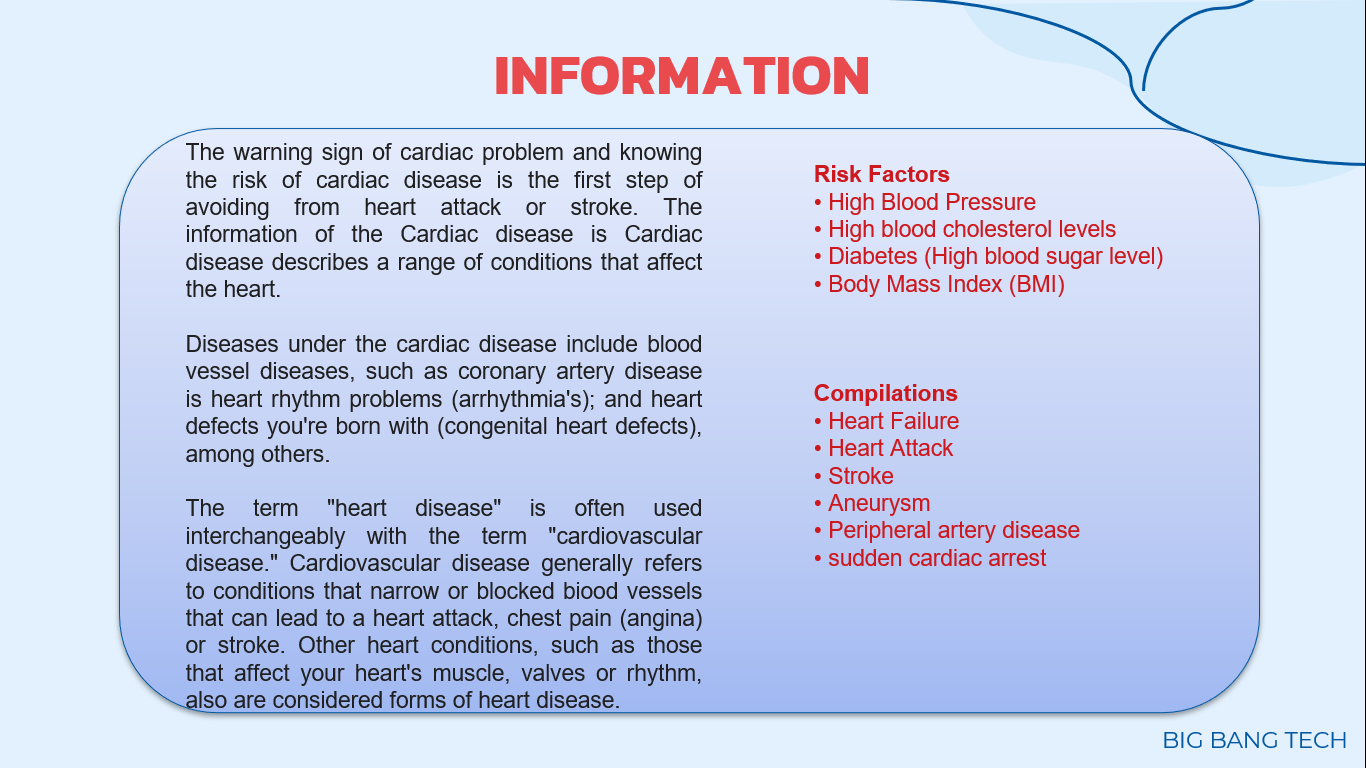 INFORMATION
The warning sign of cardiac problem and knowing
the risk of cardiac disease is the first step of
avoiding from heart attack or stroke. The
information of the Cardiac disease is Cardiac
disease describes a range of conditions that affect
the heart.
Diseases under the cardiac disease include blood
vessel diseases, such as coronary artery disease
is heart rhythm problems (arrhythmia's); and heart
defects you're born with (congenital heart defects),
among others.
The term "heart disease" is often used
interchangeably with the term "cardiovascular
disease." Cardiovascular disease generally refers
to conditions that narrow or blocked biood vessels
that can lead to a heart attack, chest pain (angina)
or stroke. Other heart conditions, such as those
that affect your heart's muscle, valves or rhythm,
also are considered forms of heart disease.
Risk Factors
• High Blood Pressure
• High blood cholesterol levels
• Diabetes (High blood sugar level)
• Body Mass Index (BMI)
Compilations
• Heart Failure
• Heart Attack
• Stroke
• Aneurysm
• Peripheral artery disease
• sudden cardiac arrest
BIG BANG TECH